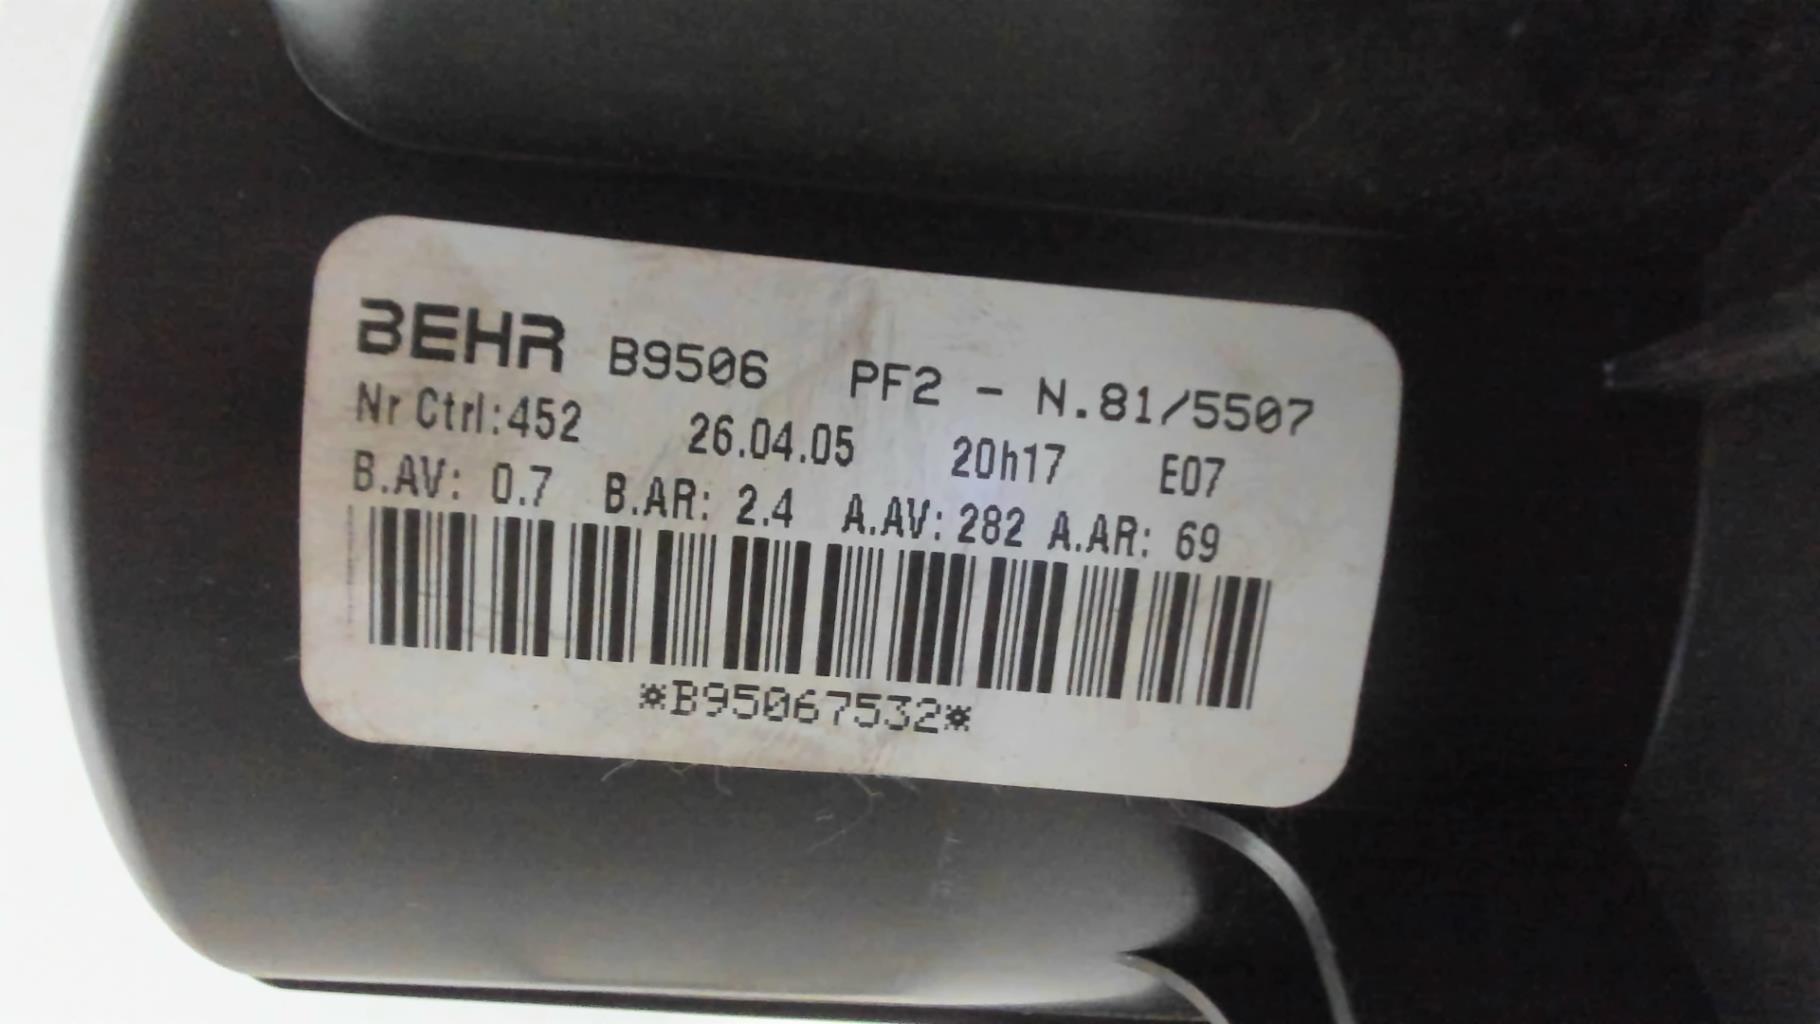 BEHR B9506 PF2 - N.81/5507
Nr Ctrl:452 26.04.05 20h17 E07
B.AV: 0.7 B.AR: 2.4 A.AV: 282 A.AR: 69
*B95067532*